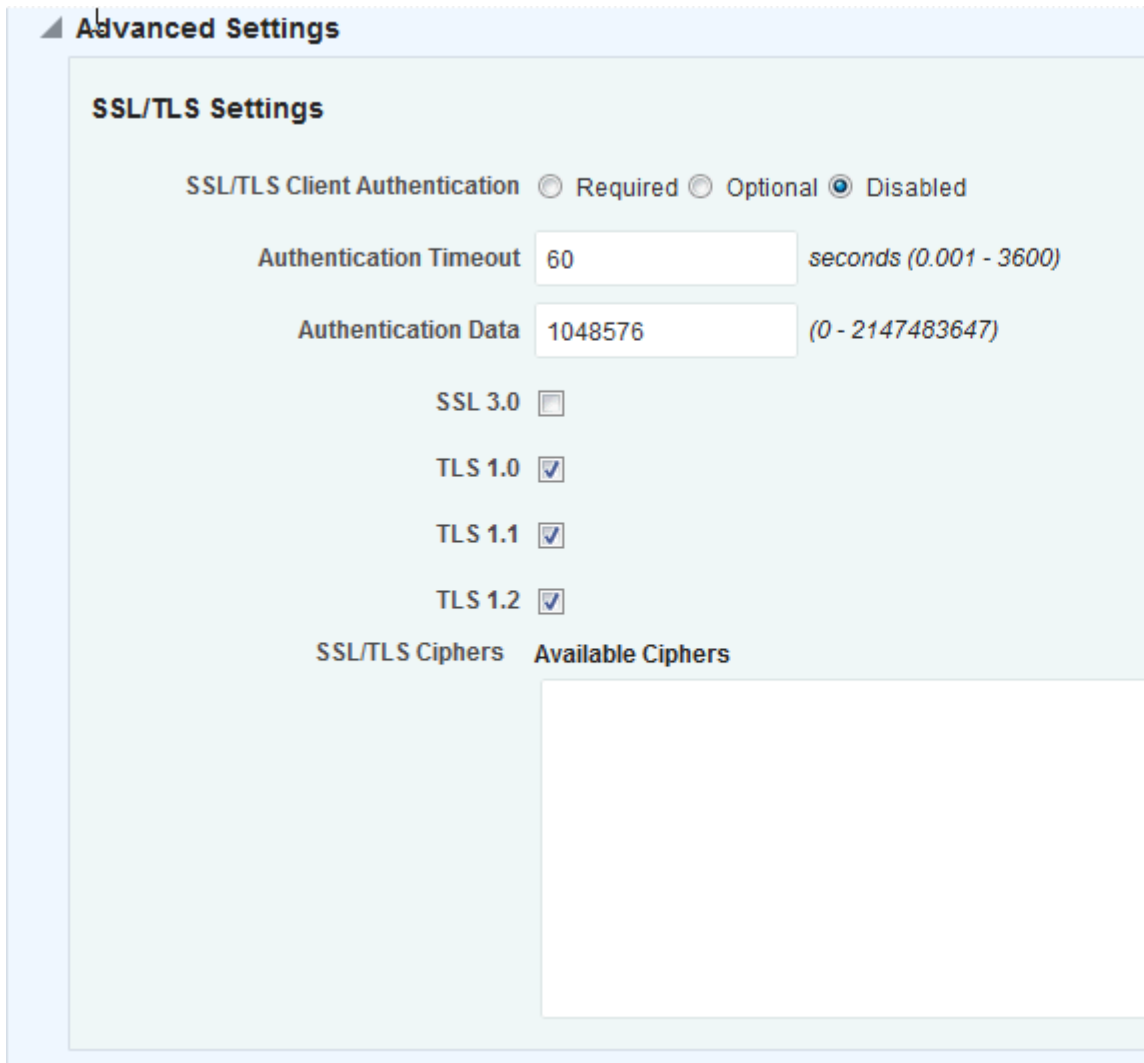 Advanced Settings
SSL/TLS Settings
SSL/TLS Client Authentication Required Optional Disabled
Authentication Timeout 60 seconds (0.001 - 3600)
Authentication Data 1048576 (0 - 2147483647)
SSL 3.0
TLS 1.0
TLS 1.1
TLS 1.2
SSL/TLS Ciphers Available Ciphers